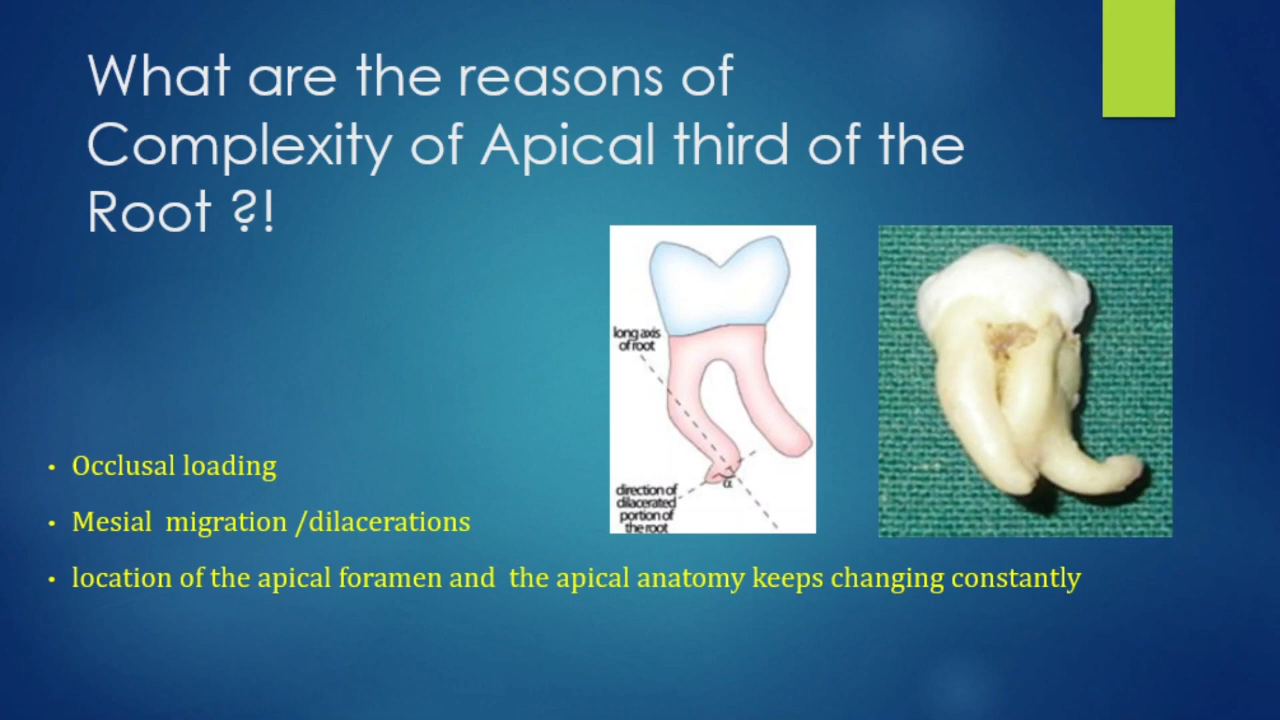 What are the reasons of
Complexity of Apical third of the
Root ?!
long axis
of root
direction of
dilacerated
portion of
the root
α
• Occlusal loading
• Mesial migration /dilacerations
• location of the apical foramen and the apical anatomy keeps changing constantly